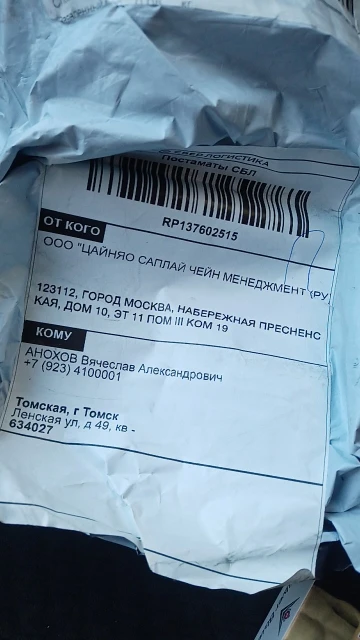 ЛОГИСТИКА
Постаматы СБЛ
RP137602515
ОТ КОГО
ООО "ЦАЙНЯО САПЛАЙ ЧЕЙН МЕНЕДЖМЕНТ (РУ
123112, ГОРОД МОСКВА, НАБЕРЕЖНАЯ ПРЕСНЕНС
КАЯ, ДОМ 10, ЭТ 11 ПОМ III КОМ 19
КОМУ
АНОХОВ Вячеслав Александрович
+7 (923) 4100001
Томская, г Томск
Ленская ул, д 49, кв -
634027